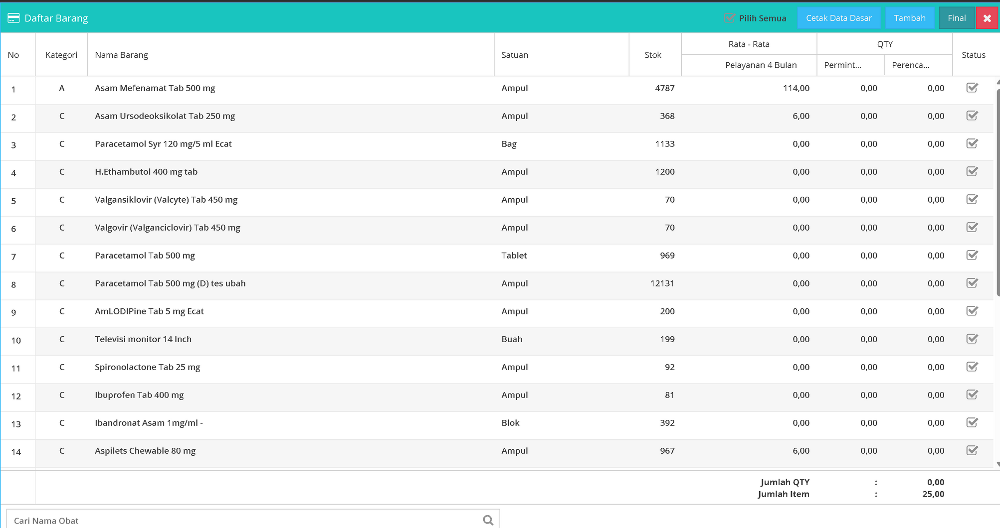 Daftar Barang Pilih Semua Cetak Data Dasar Tambah Final
No Kategori Nama Barang Satuan Stok Rata - Rata QTY Status
Pelayanan 4 Bulan Permint... Perenca...
1 A Asam Mefenamat Tab 500 mg Ampul 4787 114,00 0,00 0,00
2 C Asam Ursodeoksikolat Tab 250 mg Ampul 368 6,00 0,00 0,00
3 C Paracetamol Syr 120 mg/5 ml Ecat Bag 1133 0,00 0,00 0,00
4 C H.Ethambutol 400 mg tab Ampul 1200 0,00 0,00 0,00
5 C Valgansiklovir (Valcyte) Tab 450 mg Ampul 70 0,00 0,00 0,00
6 C Valgovir (Valganciclovir) Tab 450 mg Ampul 70 0,00 0,00 0,00
7 C Paracetamol Tab 500 mg Tablet 969 0,00 0,00 0,00
8 C Paracetamol Tab 500 mg (D) tes ubah Ampul 12131 0,00 0,00 0,00
9 C AmLODIPine Tab 5 mg Ecat Ampul 200 0,00 0,00 0,00
10 C Televisi monitor 14 Inch Buah 199 0,00 0,00 0,00
11 C Spironolactone Tab 25 mg Ampul 92 0,00 0,00 0,00
12 C Ibuprofen Tab 400 mg Ampul 81 0,00 0,00 0,00
13 C Ibandronat Asam 1mg/ml - Blok 392 0,00 0,00 0,00
14 C Aspilets Chewable 80 mg Ampul 967 6,00 0,00 0,00
Jumlah QTY : 0,00
Jumlah Item : 25,00
Cari Nama Obat